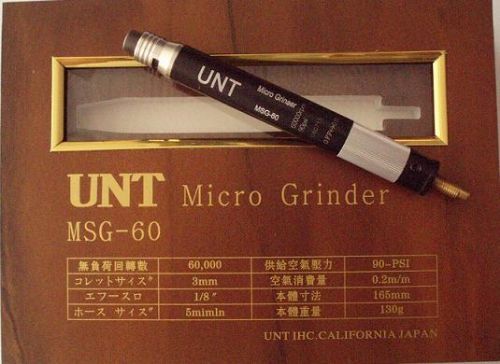 UNT
Micro Grinder
MSG-60
UNT Micro Grinder
MSG-60
無負荷回轉數 60,000 供給空氣壓力 90-PSI
コレットサイズ* 3mm 空氣消費量 0.2m/m
エフースロ 1/8″ 本體寸法 165mm
ホース サイズ* 5mimln 本體重量 130g
UNT IHC.CALIFORNIA JAPAN